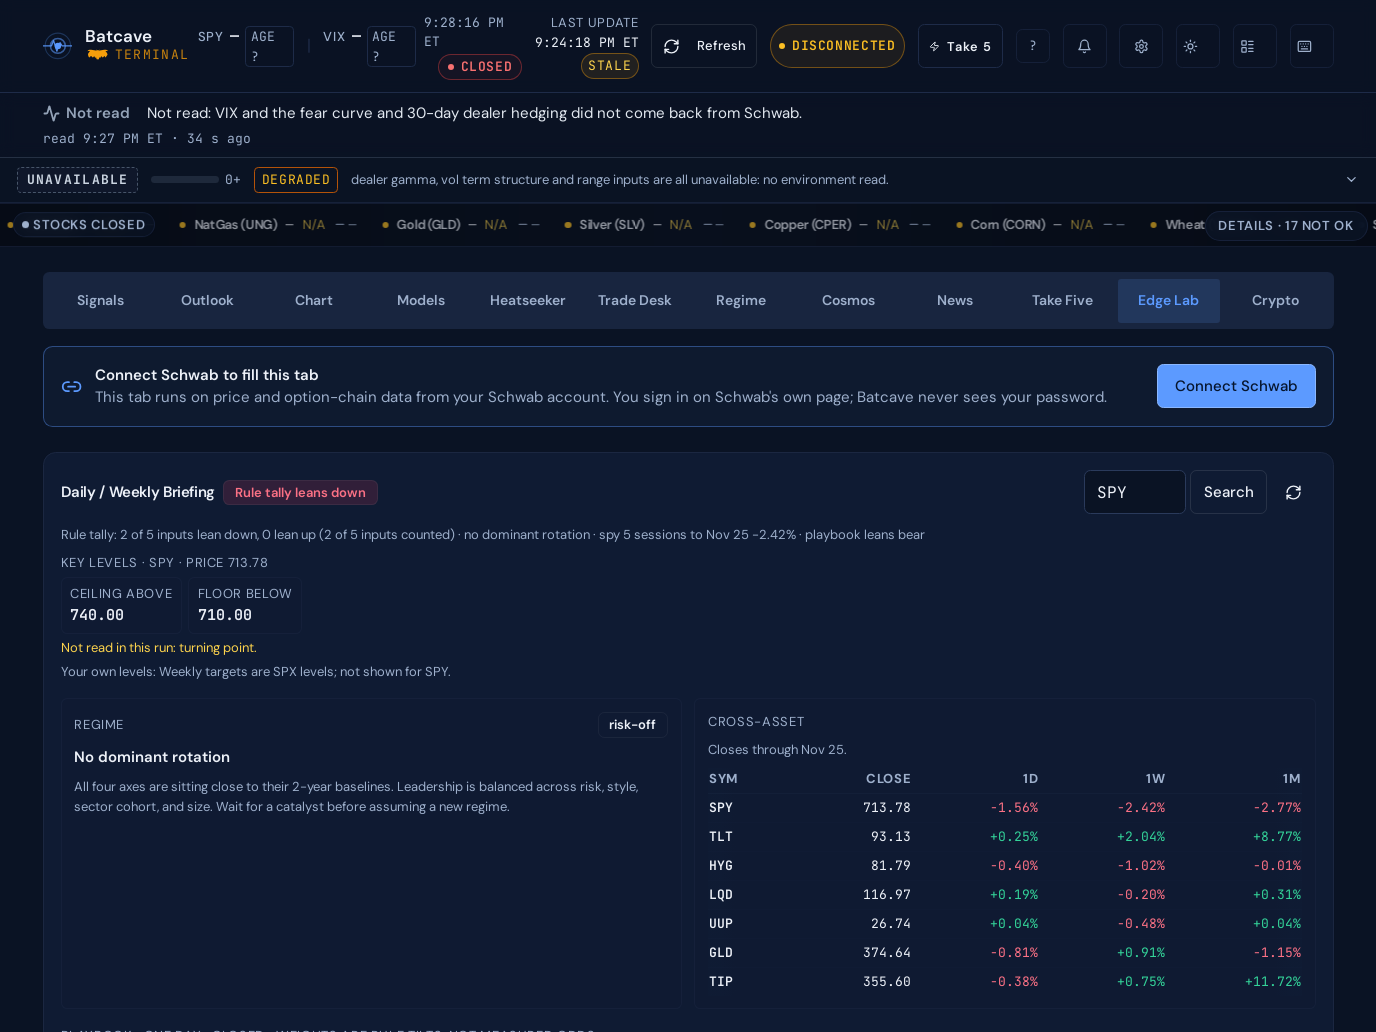 Batcave
TERMINAL
SPY — AGE ?
VIX — AGE ?
9:28:16 PM ET
CLOSED
LAST UPDATE
9:24:18 PM ET
STALE
Refresh
DISCONNECTED
Take 5
?
Not read Not read: VIX and the fear curve and 30-day dealer hedging did not come back from Schwab.
read 9:27 PM ET · 34 s ago
UNAVAILABLE 0+ DEGRADED dealer gamma, vol term structure and range inputs are all unavailable: no environment read.
STOCKS CLOSED NatGas (UNG) — N/A — — Gold (GLD) — N/A — — Silver (SLV) — N/A — — Copper (CPER) — N/A — — Corn (CORN) — N/A — — Wheat DETAILS · 17 NOT OK
Signals Outlook Chart Models Heatseeker Trade Desk Regime Cosmos News Take Five Edge Lab Crypto
Connect Schwab to fill this tab
This tab runs on price and option-chain data from your Schwab account. You sign in on Schwab's own page; Batcave never sees your password.
Connect Schwab
Daily / Weekly Briefing Rule tally leans down SPY Search
Rule tally: 2 of 5 inputs lean down, 0 lean up (2 of 5 inputs counted) · no dominant rotation · spy 5 sessions to Nov 25 -2.42% · playbook leans bear
KEY LEVELS · SPY · PRICE 713.78
CEILING ABOVE FLOOR BELOW
740.00 710.00
Not read in this run: turning point.
Your own levels: Weekly targets are SPX levels; not shown for SPY.
REGIME risk-off
No dominant rotation
All four axes are sitting close to their 2-year baselines. Leadership is balanced across risk, style,
sector cohort, and size. Wait for a catalyst before assuming a new regime.
CROSS-ASSET
Closes through Nov 25.
SYM CLOSE 1D 1W 1M
SPY 713.78 -1.56% -2.42% -2.77%
TLT 93.13 +0.25% +2.04% +8.77%
HYG 81.79 -0.40% -1.02% -0.01%
LQD 116.97 +0.19% -0.20% +0.31%
UUP 26.74 +0.04% -0.48% +0.04%
GLD 374.64 -0.81% +0.91% -1.15%
TIP 355.60 -0.38% +0.75% +11.72%